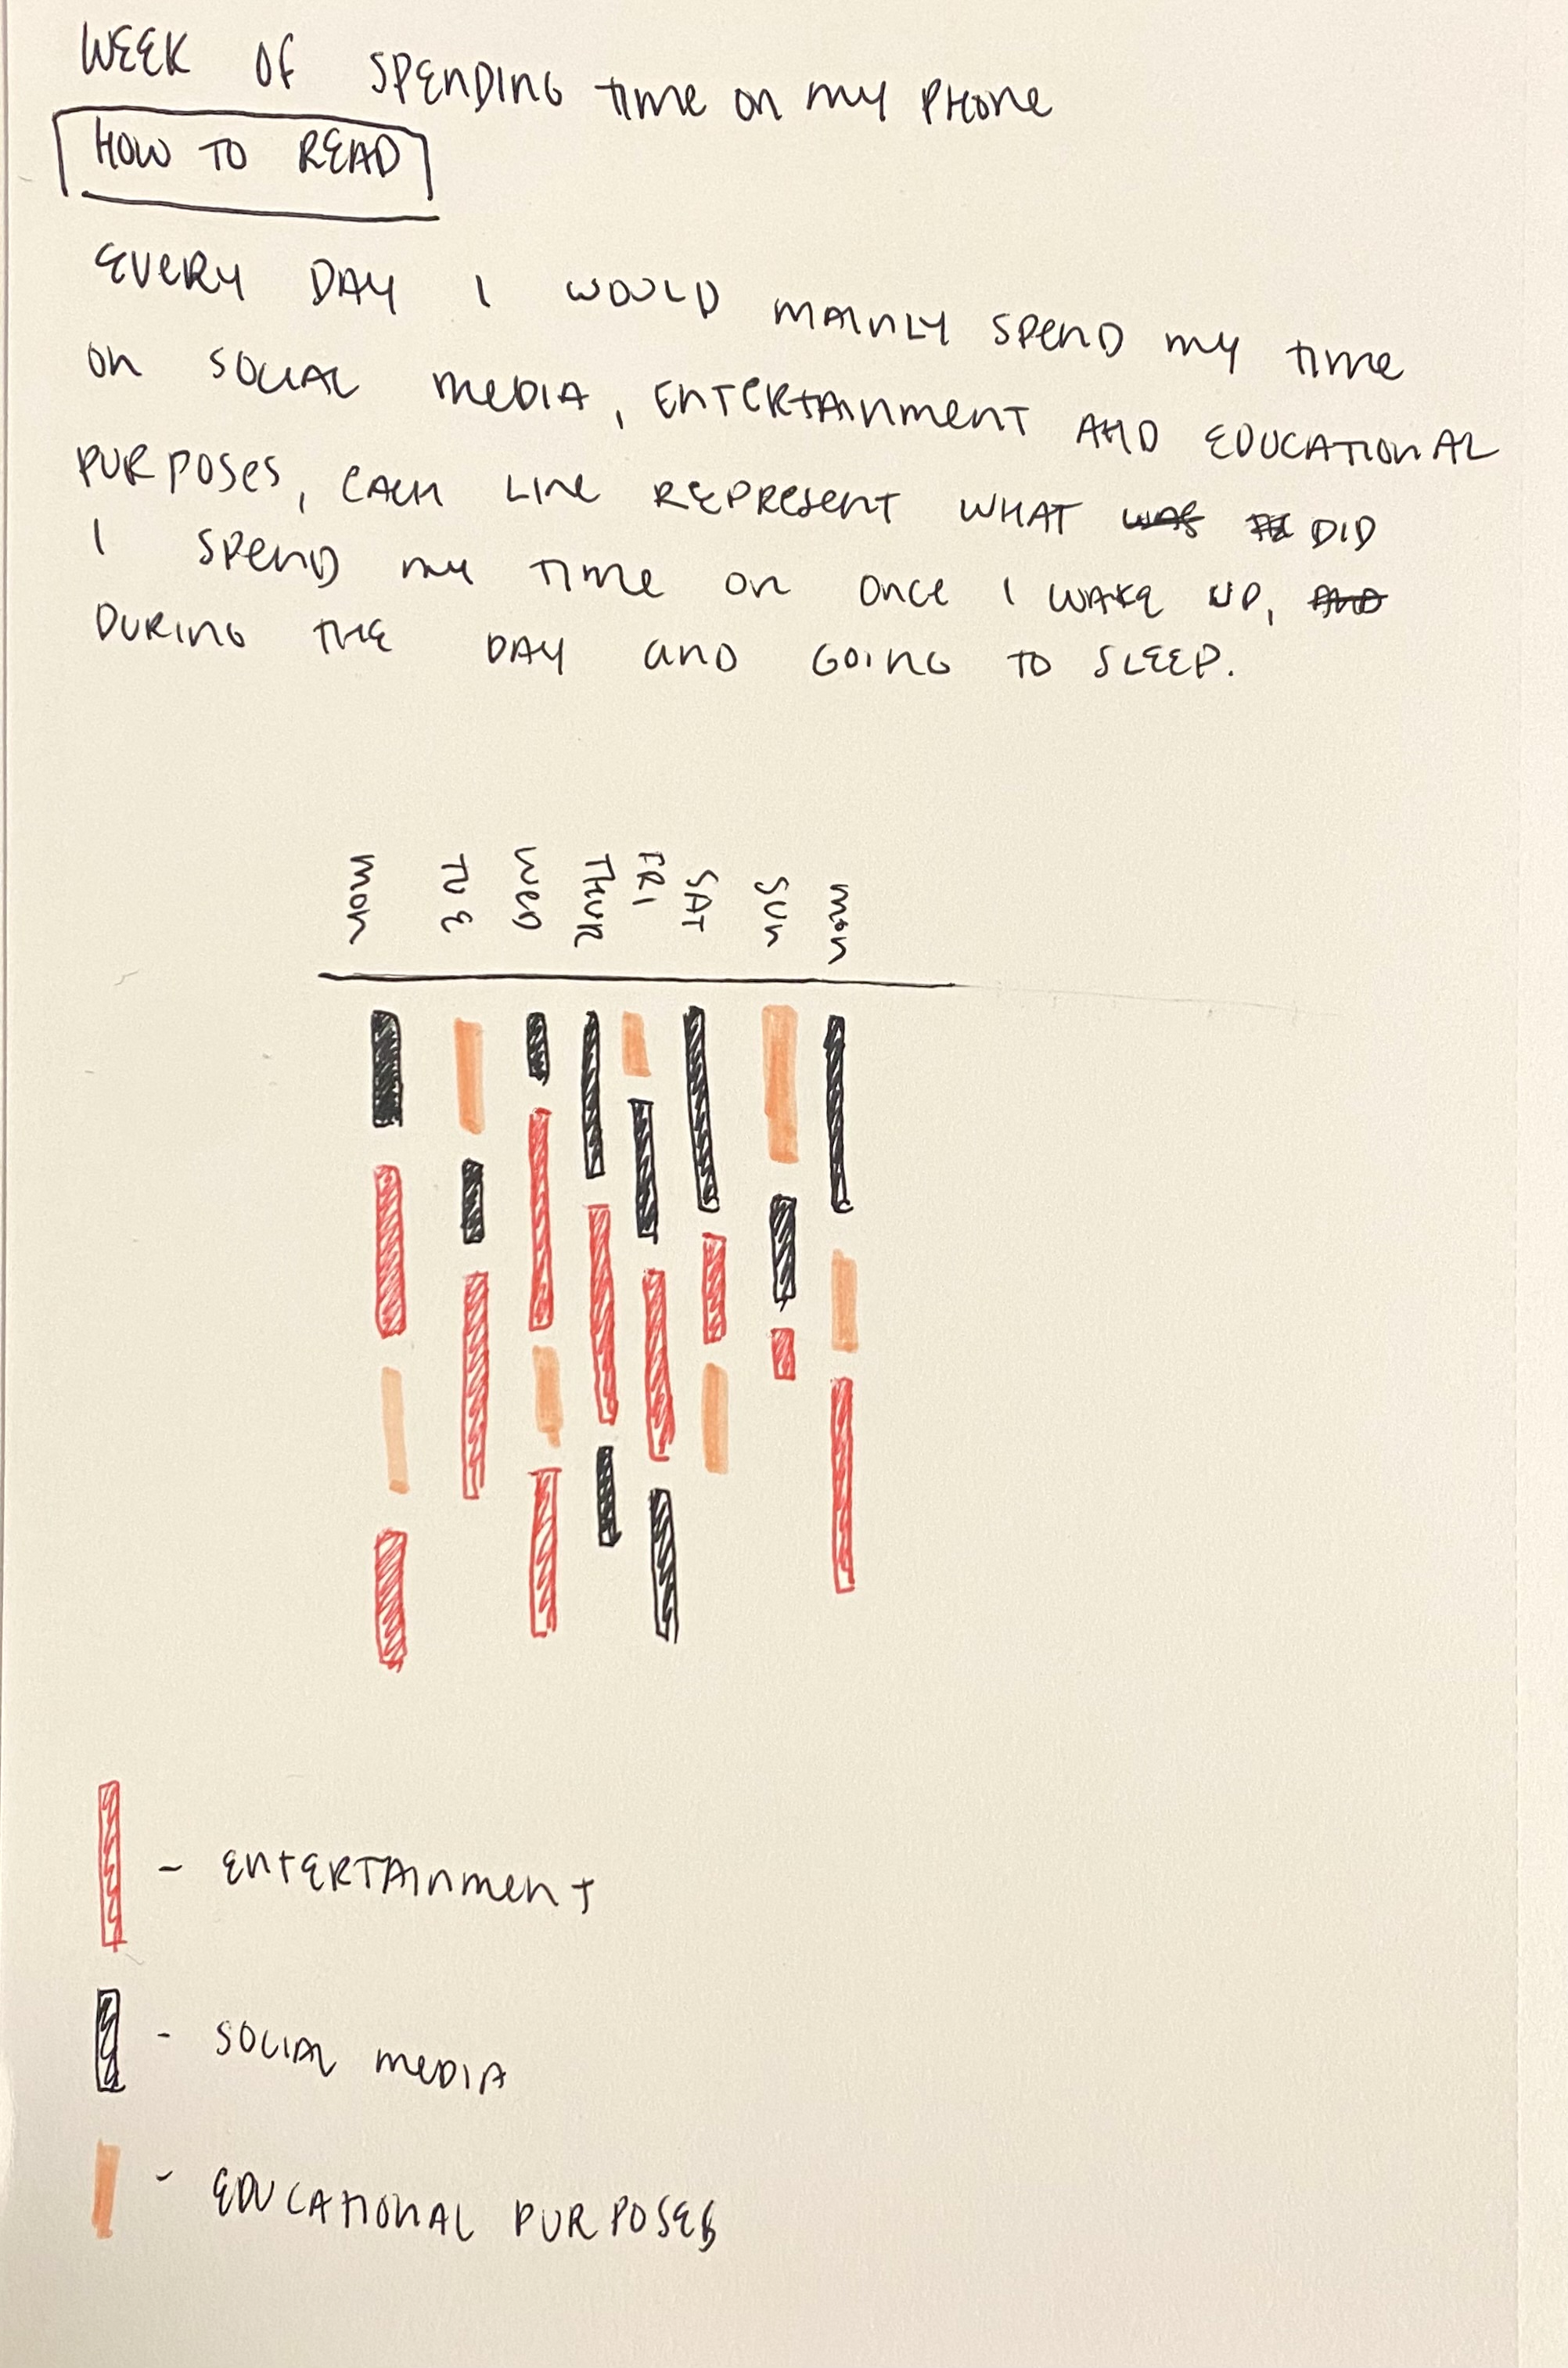 WEEK OF SPENDING TIME ON MY PHONE
HOW TO READ
EVERY DAY I WOULD MAINLY SPEND MY TIME
ON SOCIAL MEDIA, ENTERTAINMENT AND EDUCATIONAL
PURPOSES, EACH LINE REPRESENT WHAT WAS DID
I SPEND MY TIME ON ONCE I WAKE UP, AND
DURING THE DAY AND GOING TO SLEEP.
MON TUE WED THUR FRI SAT SUN MON
- ENTERTAINMENT
- SOCIAL MEDIA
- EDUCATIONAL PURPOSES